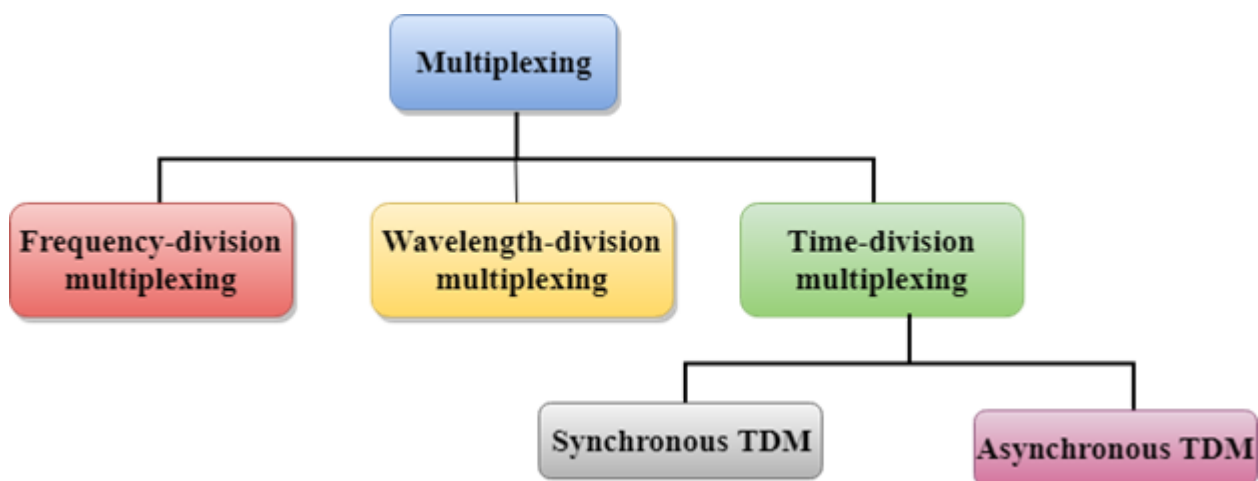 Multiplexing
Frequency-division
multiplexing
Wavelength-division
multiplexing
Time-division
multiplexing
Synchronous TDM
Asynchronous TDM